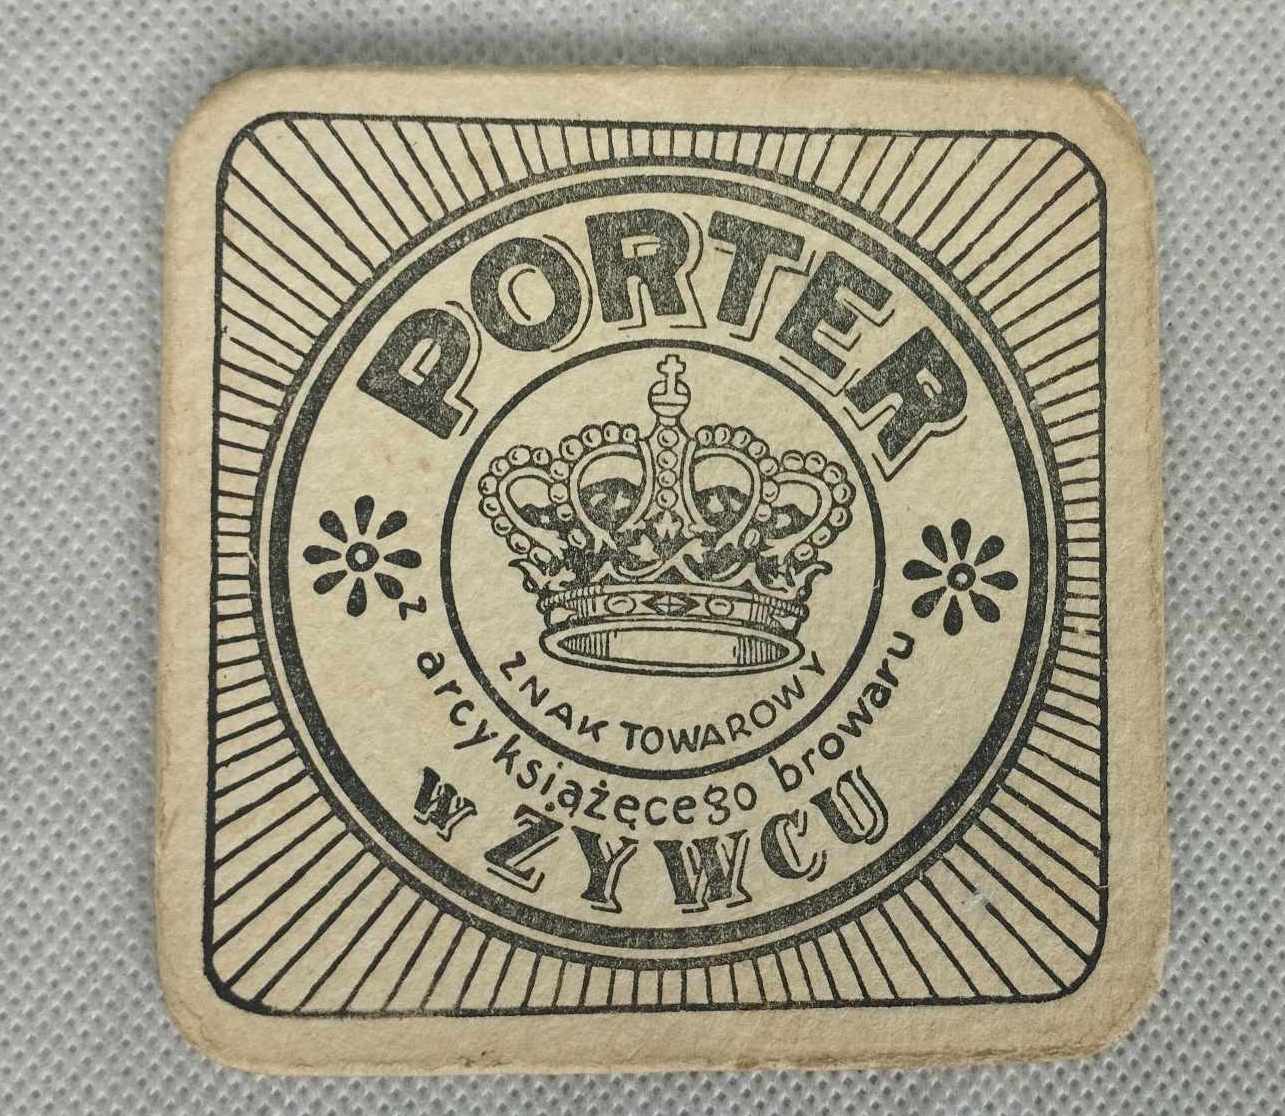 PORTER
ZNAK TOWAROWY
z arcyksiążęcego browaru
w ŻYWCU